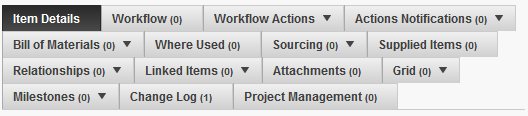 Item Details Workflow (0) Workflow Actions Actions Notifications (0)
Bill of Materials (0) Where Used (0) Sourcing (0) Supplied Items (0)
Relationships (0) Linked Items (0) Attachments (0) Grid (0)
Milestones (0) Change Log (1) Project Management (0)